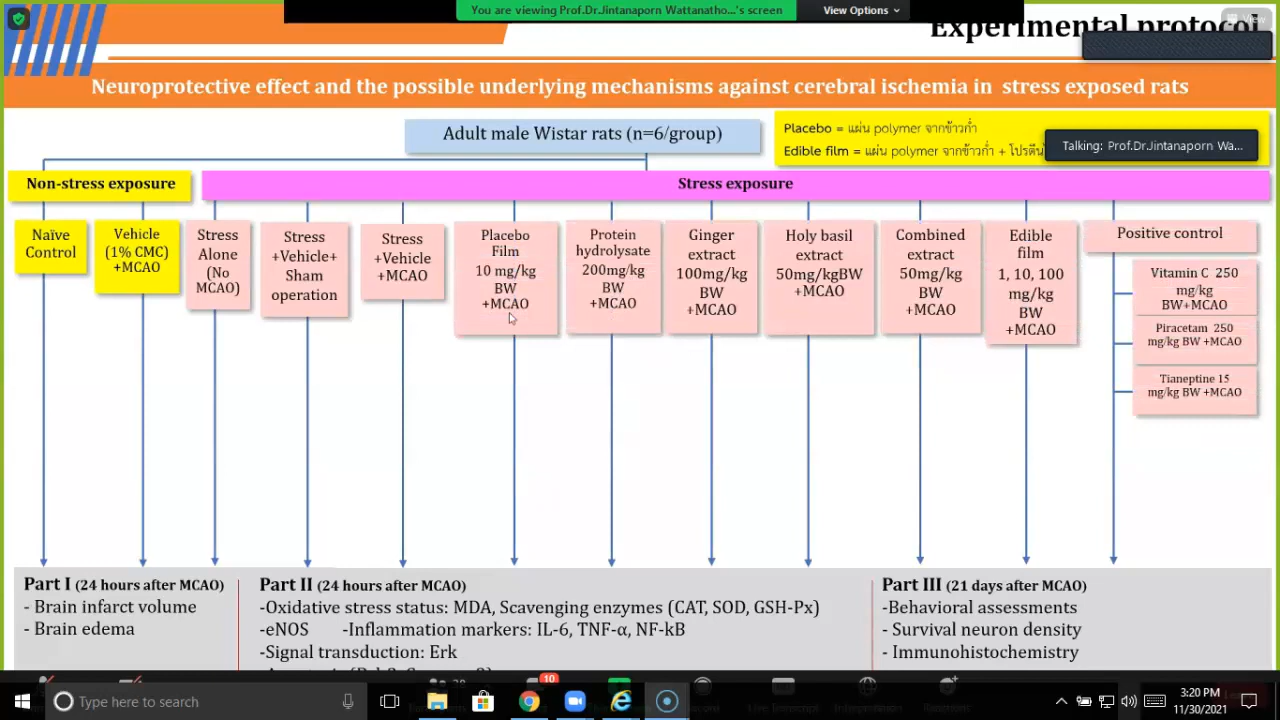 You are viewing Prof.Dr.Jintanaporn Wattanatho...'s screen
View Options
View
Experimental protocol
Neuroprotective effect and the possible underlying mechanisms against cerebral ischemia in stress exposed rats
Adult male Wistar rats (n=6/group)
Placebo = แผ่น polymer จากข้าวก่ำ
Edible film = แผ่น polymer จากข้าวก่ำ + โปรตีน
Talking: Prof.Dr.Jintanaporn Wa...
Non-stress exposure
Stress exposure
Naïve
Control
Vehicle
(1% CMC)
+MCAO
Stress
Alone
(No
MCAO)
Stress
+Vehicle+
Sham
operation
Stress
+Vehicle
+MCAO
Placebo
Film
10 mg/kg
BW
+MCAO
Protein
hydrolysate
200mg/kg
BW
+MCAO
Ginger
extract
100mg/kg
BW
+MCAO
Holy basil
extract
50mg/kgBW
+MCAO
Combined
extract
50mg/kg
BW
+MCAO
Edible
film
1, 10, 100
mg/kg
BW
+MCAO
Positive control
Vitamin C 250
mg/kg
BW+MCAO
Piracetam 250
mg/kg BW +MCAO
Tianeptine 15
mg/kg BW +MCAO
Part I (24 hours after MCAO)
- Brain infarct volume
- Brain edema
Part II (24 hours after MCAO)
-Oxidative stress status: MDA, Scavenging enzymes (CAT, SOD, GSH-Px)
-eNOS -Inflammation markers: IL-6, TNF-α, NF-kB
-Signal transduction: Erk
Part III (21 days after MCAO)
-Behavioral assessments
- Survival neuron density
- Immunohistochemistry
10
Type here to search
3:20 PM
11/30/2021